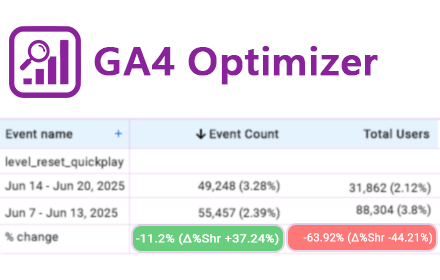 GA4 Optimizer
Event name + ↓ Event Count Total Users
level_reset_quickplay
Jun 14 - Jun 20, 2025 49,248 (3.28%) 31,862 (2.12%)
Jun 7 - Jun 13, 2025 55,457 (2.39%) 88,304 (3.8%)
% change -11.2% (Δ%Shr +37.24%) -63.92% (Δ%Shr -44.21%)